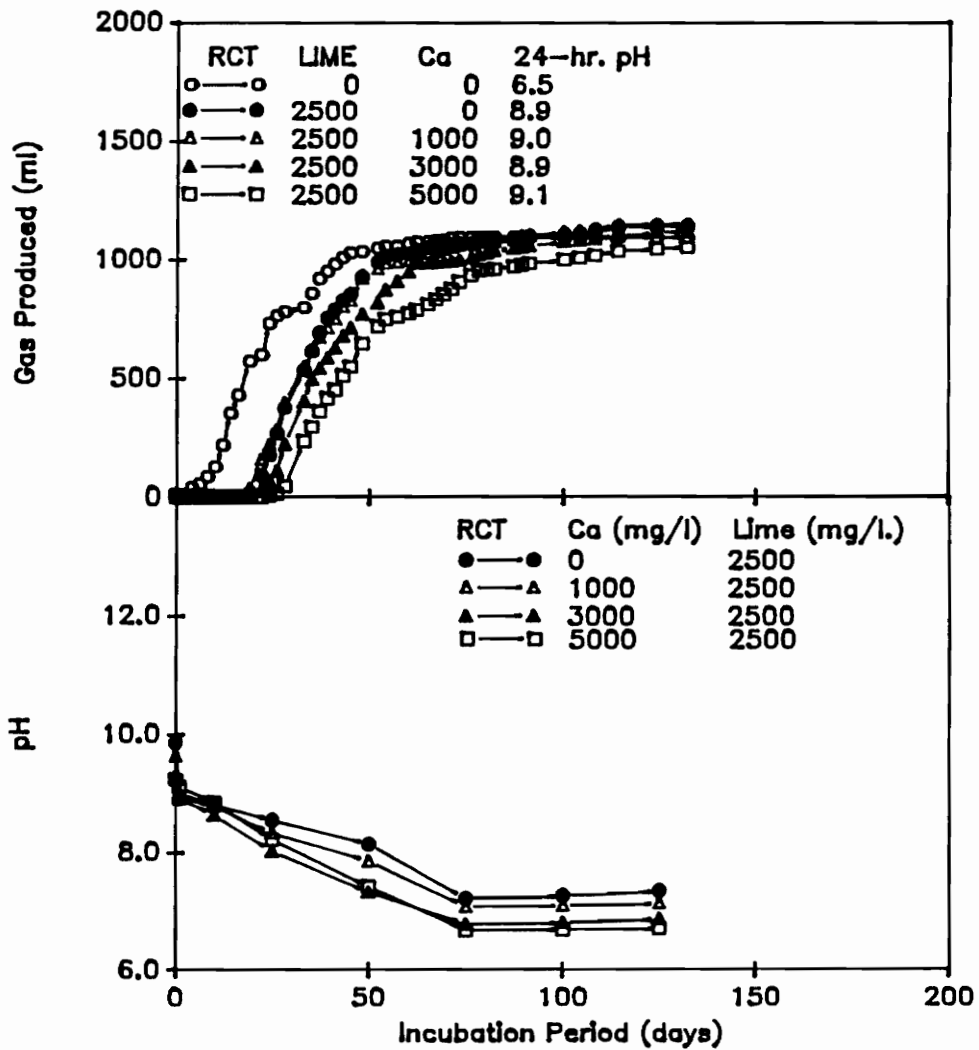 2000
RCT LIME Ca 24-hr. pH
0 0 6.5
2500 0 8.9
2500 1000 9.0
2500 3000 8.9
2500 5000 9.1
1500
1000
500
0
Gas Produced (ml)
RCT Ca (mg/l) Lime (mg/l.)
0 2500
1000 2500
3000 2500
5000 2500
12.0
10.0
8.0
6.0
pH
0 50 100 150 200
Incubation Period (days)